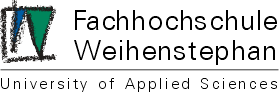 Fachhochschule
Weihenstephan
University of Applied Sciences